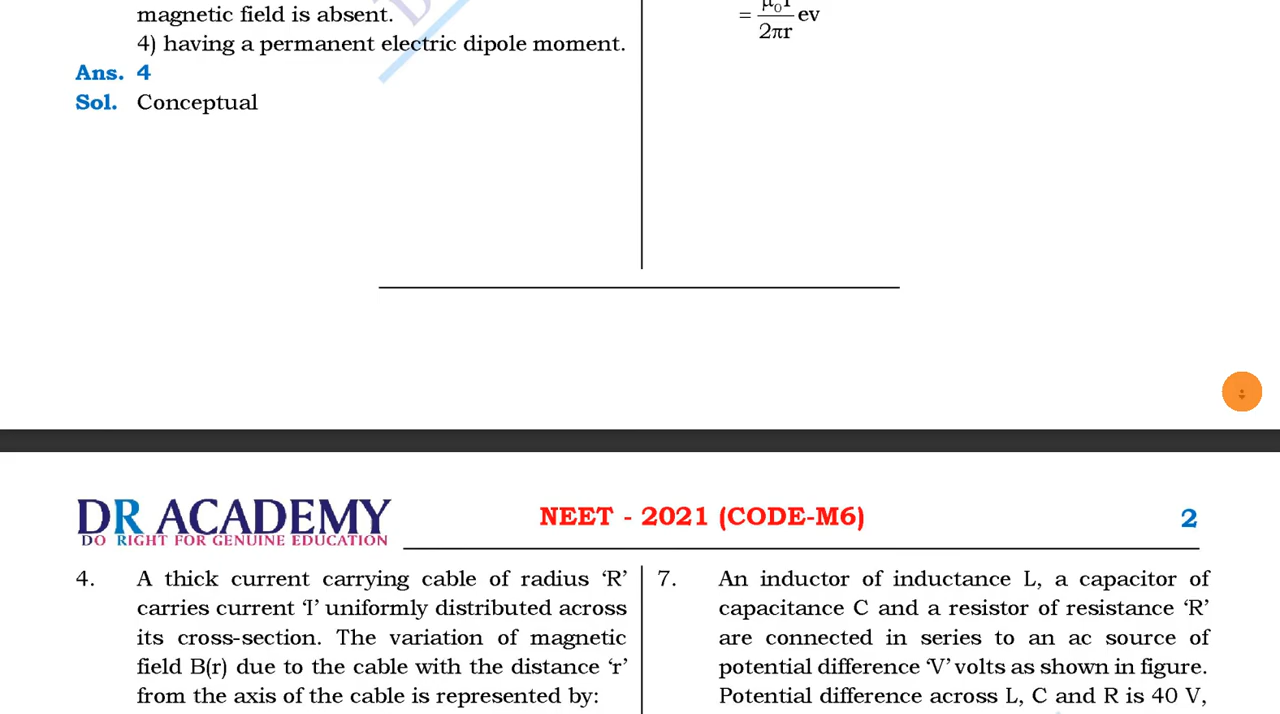 magnetic field is absent.
4) having a permanent electric dipole moment.
Ans. 4
Sol. Conceptual
= μ₀I/2πr ev
DR ACADEMY
DO RIGHT FOR GENUINE EDUCATION
NEET - 2021 (CODE-M6)
2
4. A thick current carrying cable of radius ‘R’
carries current ‘I’ uniformly distributed across
its cross-section. The variation of magnetic
field B(r) due to the cable with the distance ‘r’
from the axis of the cable is represented by:
7. An inductor of inductance L, a capacitor of
capacitance C and a resistor of resistance ‘R’
are connected in series to an ac source of
potential difference ‘V’ volts as shown in figure.
Potential difference across L, C and R is 40 V,